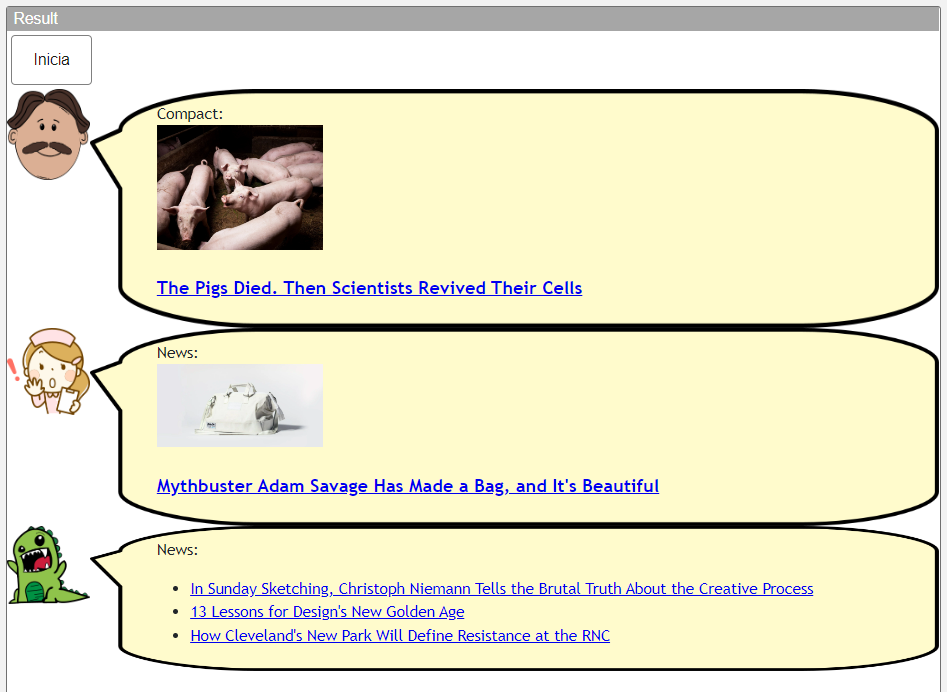 Result
Inicia
Compact:
The Pigs Died. Then Scientists Revived Their Cells
News:
Mythbuster Adam Savage Has Made a Bag, and It's Beautiful
News:
In Sunday Sketching, Christoph Niemann Tells the Brutal Truth About the Creative Process
13 Lessons for Design's New Golden Age
How Cleveland's New Park Will Define Resistance at the RNC